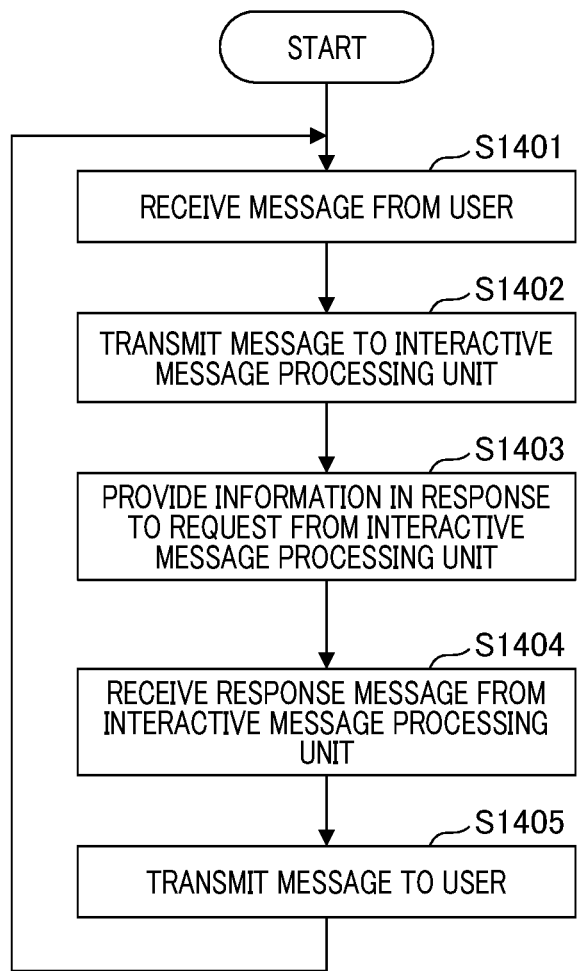 START
S1401
RECEIVE MESSAGE FROM USER
S1402
TRANSMIT MESSAGE TO INTERACTIVE
MESSAGE PROCESSING UNIT
S1403
PROVIDE INFORMATION IN RESPONSE
TO REQUEST FROM INTERACTIVE
MESSAGE PROCESSING UNIT
S1404
RECEIVE RESPONSE MESSAGE FROM
INTERACTIVE MESSAGE PROCESSING
UNIT
S1405
TRANSMIT MESSAGE TO USER